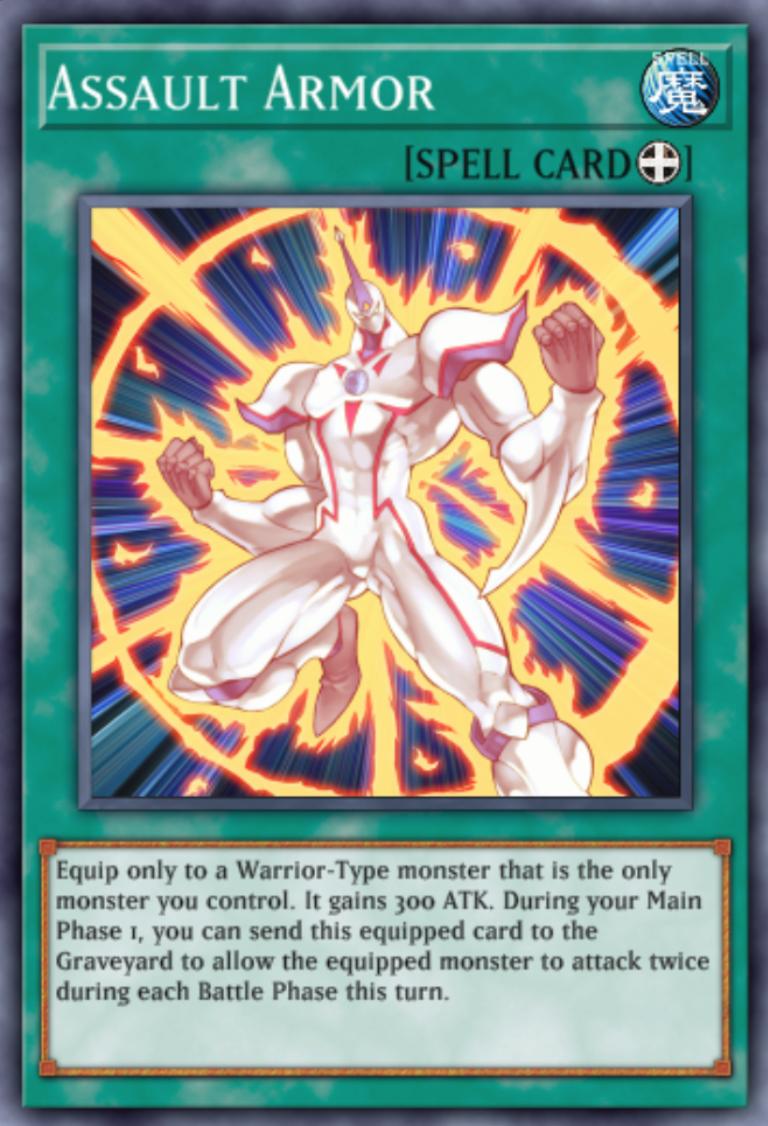 ASSAULT ARMOR
SPELL
魔
[SPELL CARD]
Equip only to a Warrior-Type monster that is the only
monster you control. It gains 300 ATK. During your Main
Phase 1, you can send this equipped card to the
Graveyard to allow the equipped monster to attack twice
during each Battle Phase this turn.